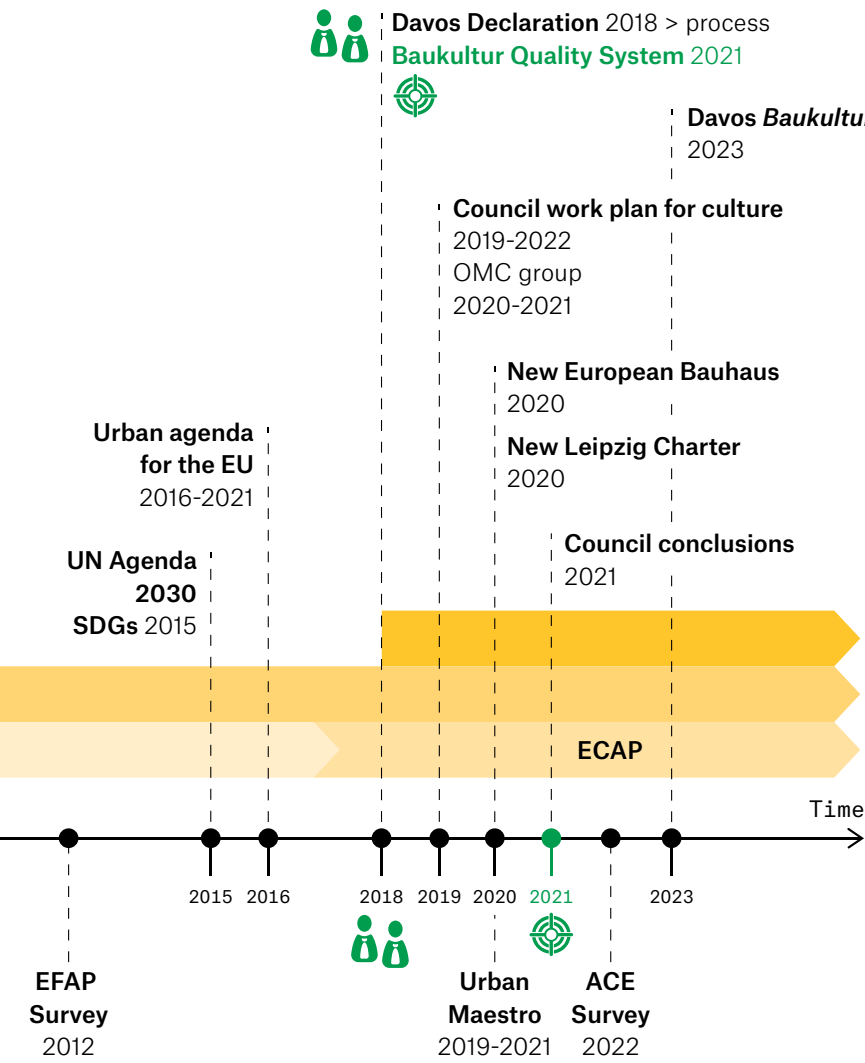 Davos Declaration 2018 > process
Baukultur Quality System 2021
Davos Baukultu
2023
Council work plan for culture
2019-2022
OMC group
2020-2021
New European Bauhaus
2020
Urban agenda
for the EU
2016-2021
New Leipzig Charter
2020
Council conclusions
2021
UN Agenda
2030
SDGs 2015
ECAP
Time
2015 2016 2018 2019 2020 2021 2023
EFAP
Survey
2012
Urban
Maestro
2019-2021
ACE
Survey
2022